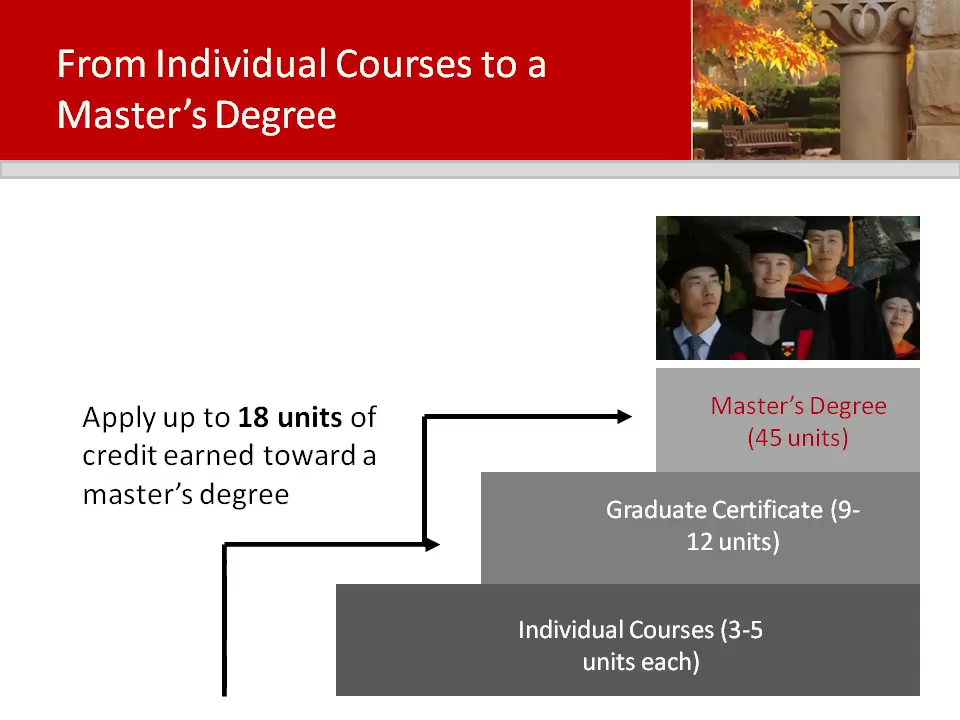 From Individual Courses to a
Master’s Degree
Apply up to 18 units of
credit earned toward a
master’s degree
Master’s Degree
(45 units)
Graduate Certificate (9-
12 units)
Individual Courses (3-5
units each)